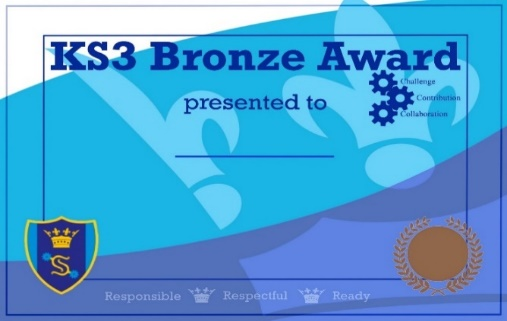 KS3 Bronze Award
presented to
Challenge
Contribution
Collaboration
S
Responsible Respectful Ready